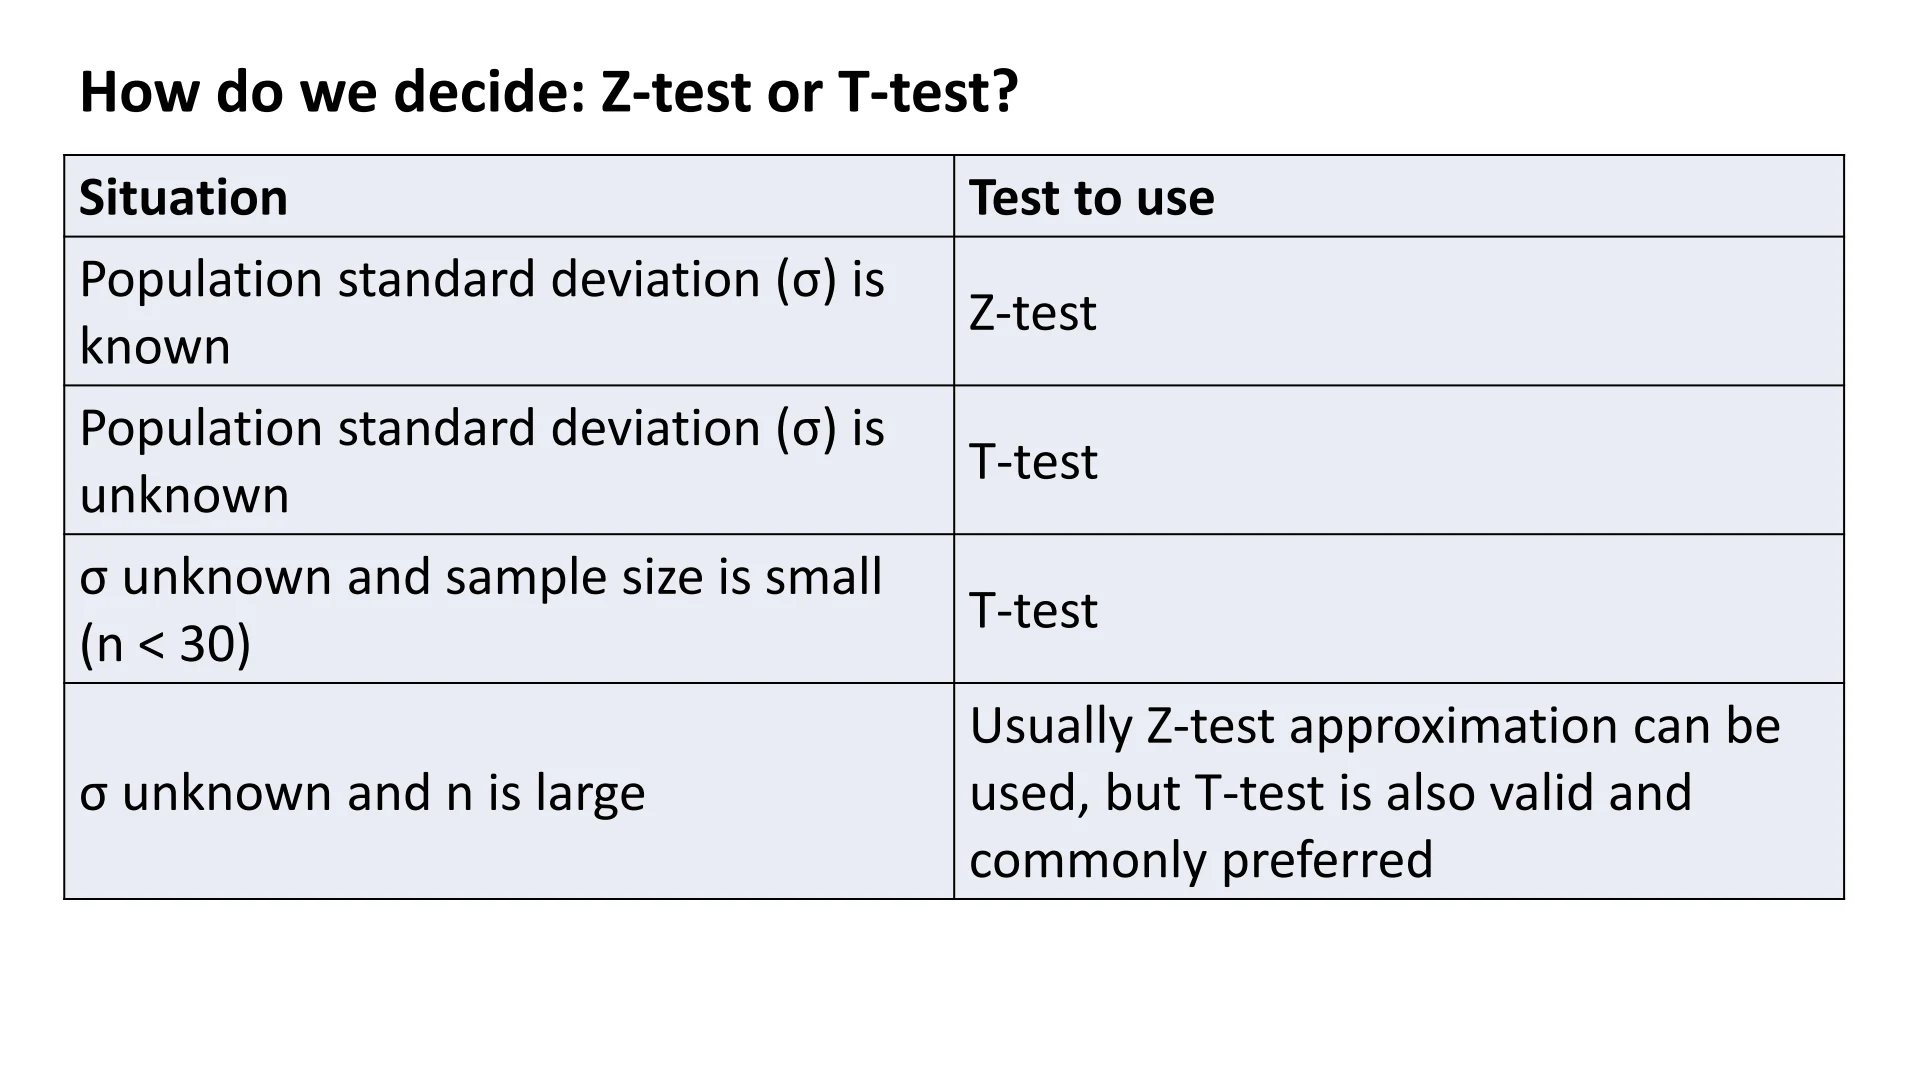 How do we decide: Z-test or T-test?
Situation
Test to use
Population standard deviation (σ) is
known
Z-test
Population standard deviation (σ) is
unknown
T-test
σ unknown and sample size is small
(n < 30)
T-test
σ unknown and n is large
Usually Z-test approximation can be
used, but T-test is also valid and
commonly preferred